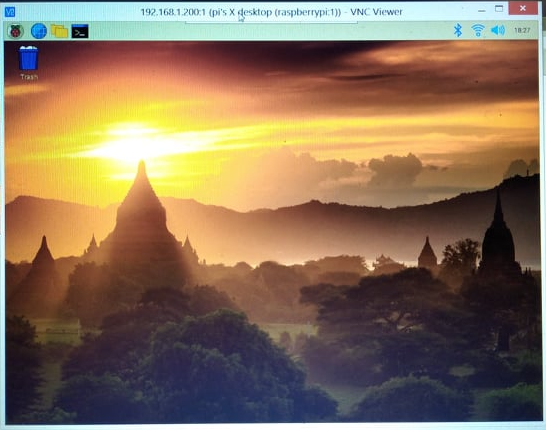 192.168.1.200:1 (pi's X desktop (raspberrypi:1)) - VNC Viewer
18:27
Trash